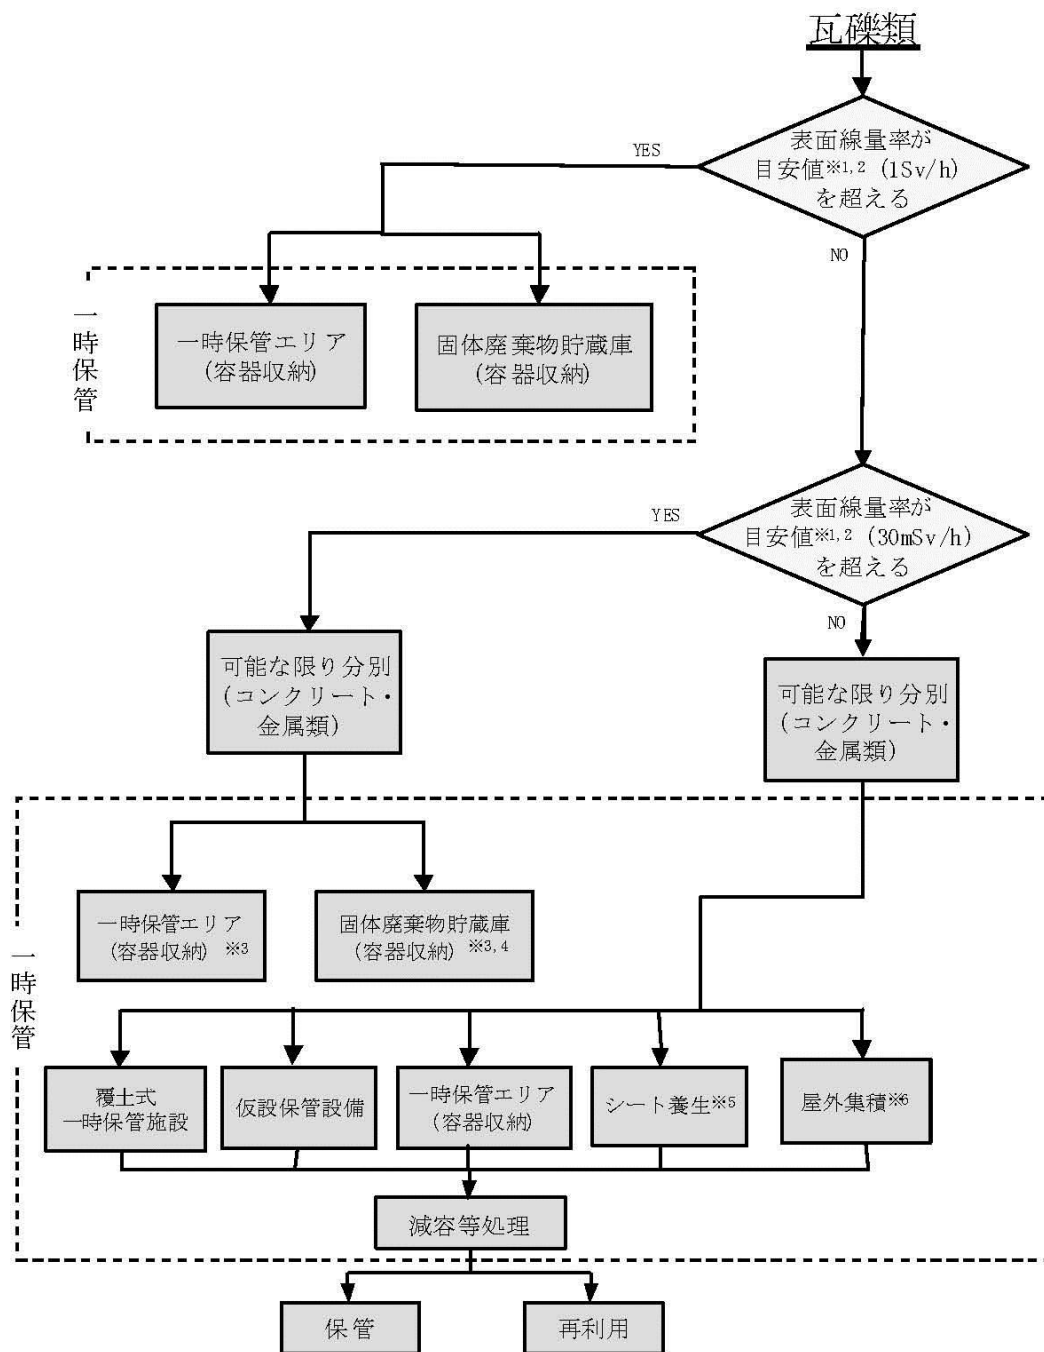 瓦礫類
表面線量率が
目安値※1,2 (1Sv/h)
を超える
YES
NO
一時保管
一時保管エリア
(容器収納)
固体廃棄物貯蔵庫
(容器収納)
表面線量率が
目安値※1,2 (30mSv/h)
を超える
YES
NO
可能な限り分別
(コンクリート・
金属類)
可能な限り分別
(コンクリート・
金属類)
一時保管
一時保管エリア
(容器収納) ※3
固体廃棄物貯蔵庫
(容器収納) ※3,4
覆土式
一時保管施設
仮設保管設備
一時保管エリア
(容器収納)
シート養生※5
屋外集積※6
減容等処理
保管
再利用